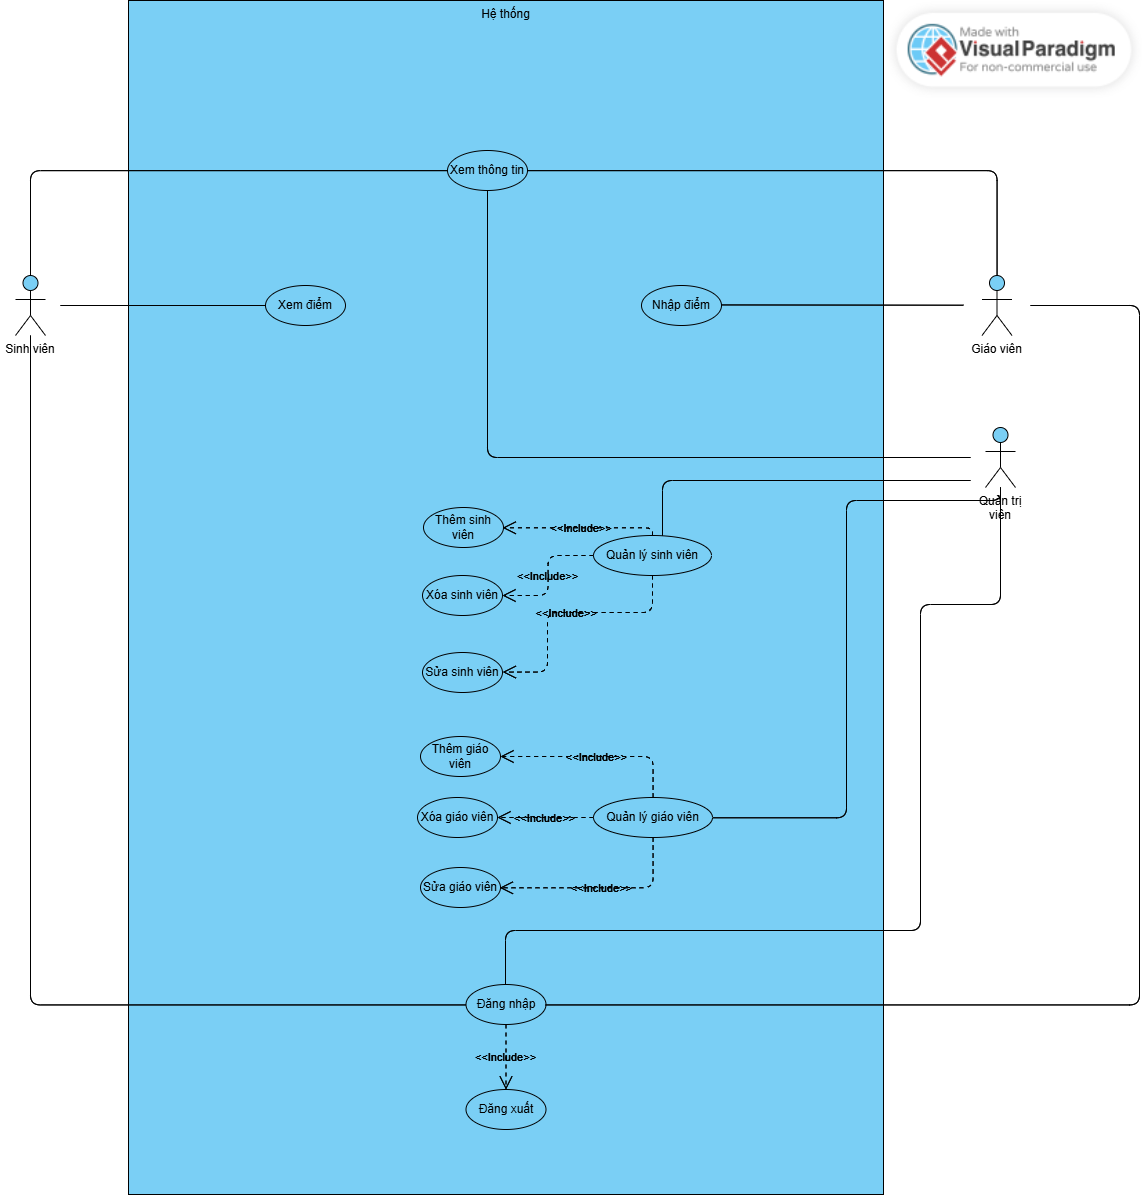 Hệ thống
Made with
VisualParadigm
For non-commercial use
Xem thông tin
Xem điểm
Nhập điểm
Sinh viên
Giáo viên
Quản trị
viên
Thêm sinh
viên
<<Include>>
Quản lý sinh viên
<<Include>>
Xóa sinh viên
<<Include>>
Sửa sinh viên
Thêm giáo
viên
<<Include>>
Xóa giáo viên
<<Include>>
Quản lý giáo viên
Sửa giáo viên
<<Include>>
Đăng nhập
<<Include>>
Đăng xuất